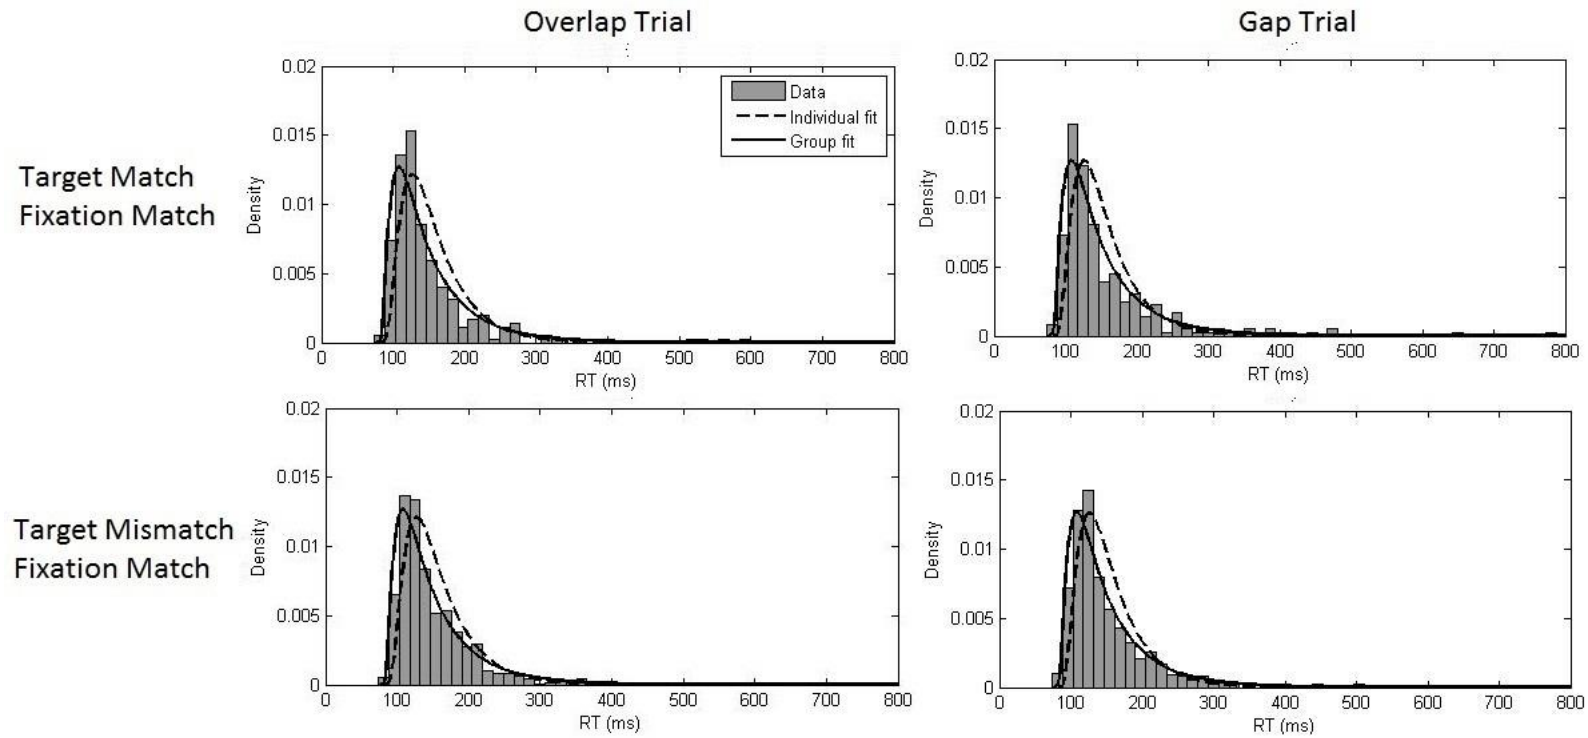 Overlap Trial
Gap Trial
Target Match
Fixation Match
0.02
0.015
0.01
0.005
0
Density
Data
Individual fit
Group fit
0 100 200 300 400 500 600 700 800
RT (ms)
0.02
0.015
0.01
0.005
0
Density
0 100 200 300 400 500 600 700 800
RT (ms)
Target Mismatch
Fixation Match
0.02
0.015
0.01
0.005
0
Density
0 100 200 300 400 500 600 700 800
RT (ms)
0.02
0.015
0.01
0.005
0
Density
0 100 200 300 400 500 600 700 800
RT (ms)